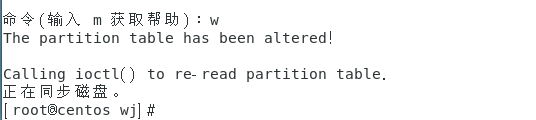 命令(输入 m 获取帮助)：w
The partition table has been altered!
Calling ioctl() to re-read partition table.
正在同步磁盘。
[root@centos wj]#